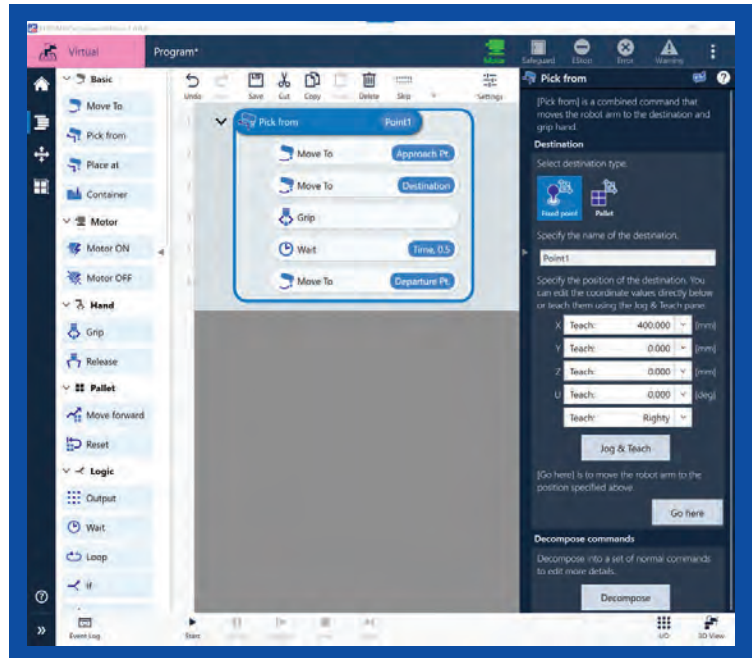 Virtual
Program*
Motor
Safeguard
EStop
Error
Warning
Basic
Move To
Pick from
Place at
Container
Motor
Motor ON
Motor OFF
Hand
Grip
Release
Pallet
Move forward
Reset
Logic
Output
Wait
Loop
If
Event Log
Undo
Save
Cut
Copy
Delete
Skip
Settings
Pick from Point1
Move To Approach Pt.
Move To Destination
Grip
Wait Time, 0.5
Move To Departure Pt.
Start
Pick from
[Pick from] is a combined command that
moves the robot arm to the destination and
grip hand.
Destination
Select destination type.
Fixed point Pallet
Specify the name of the destination.
Point1
Specify the position of the destination. You
can edit the coordinate values directly below
or teach them using the Jog & Teach pane.
X Teach: 400.000 [mm]
Y Teach: 0.000 [mm]
Z Teach: 0.000 [mm]
U Teach: 0.000 [deg]
Teach: Righty
Jog & Teach
[Go here] is to move the robot arm to the
position specified above.
Go here
Decompose commands
Decompose into a set of normal commands
to edit more details.
Decompose
I/O
3D View